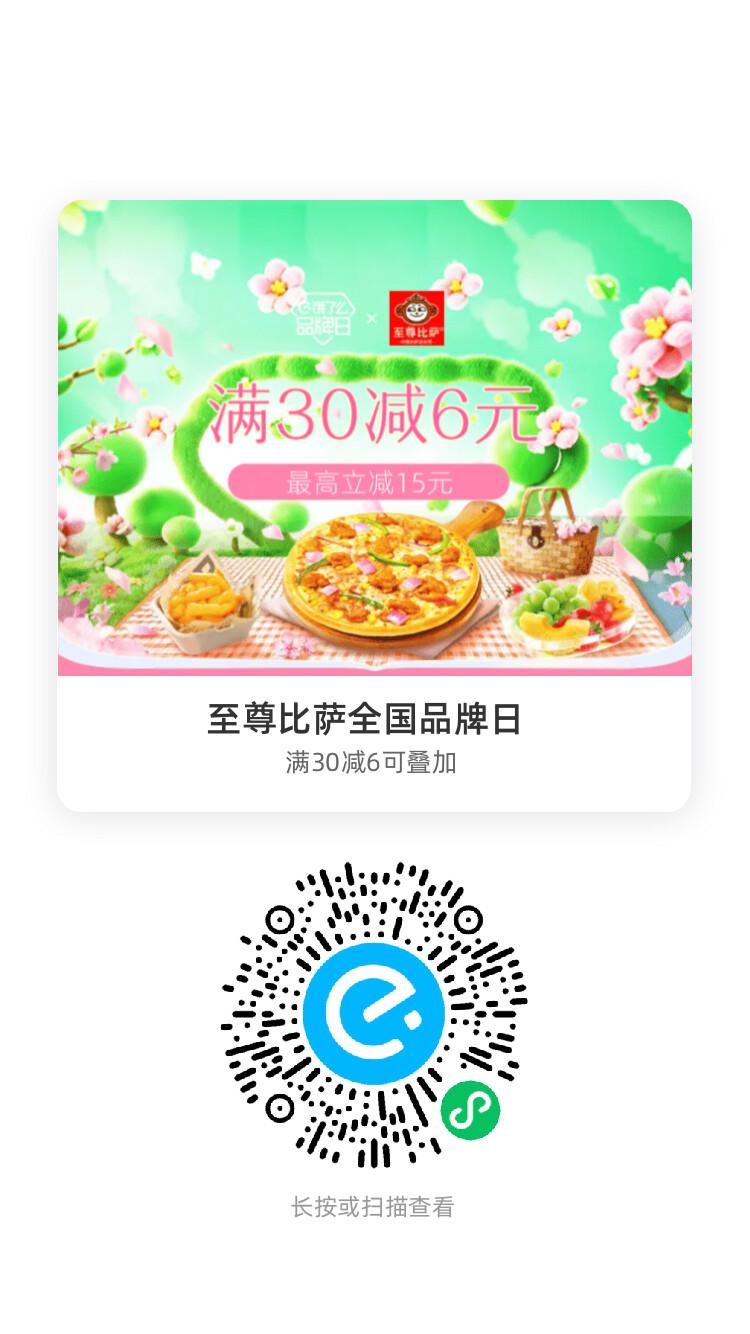 饿了么
品牌日
×
至尊比萨
满30减6元
最高立减15元
至尊比萨全国品牌日
满30减6可叠加
长按或扫描查看